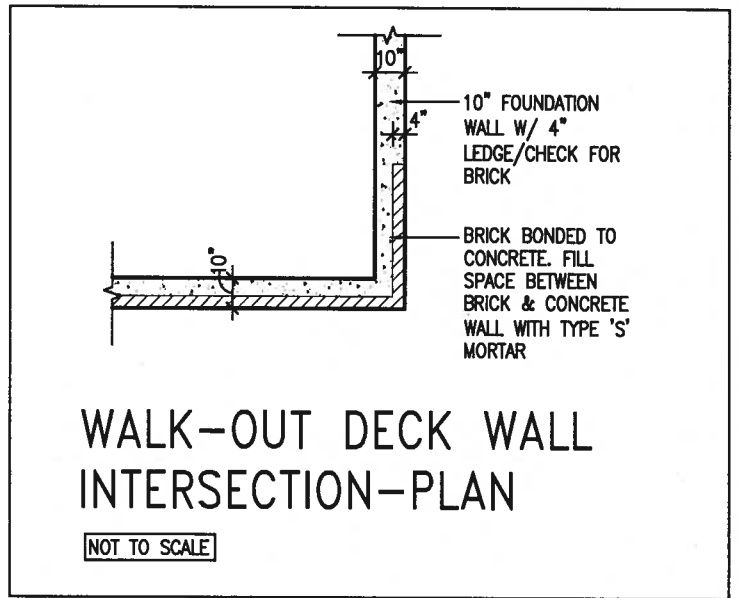 10"
10" FOUNDATION
WALL W/ 4"
LEDGE/CHECK FOR
BRICK
4"
BRICK BONDED TO
CONCRETE. FILL
SPACE BETWEEN
BRICK & CONCRETE
WALL WITH TYPE 'S'
MORTAR
10"
WALK-OUT DECK WALL
INTERSECTION-PLAN
NOT TO SCALE